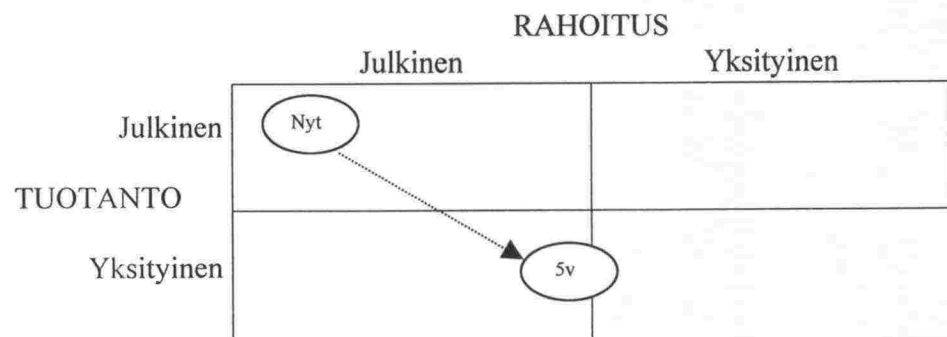 RAHOITUS
Julkinen Yksityinen
Julkinen Nyt
TUOTANTO
Yksityinen 5v